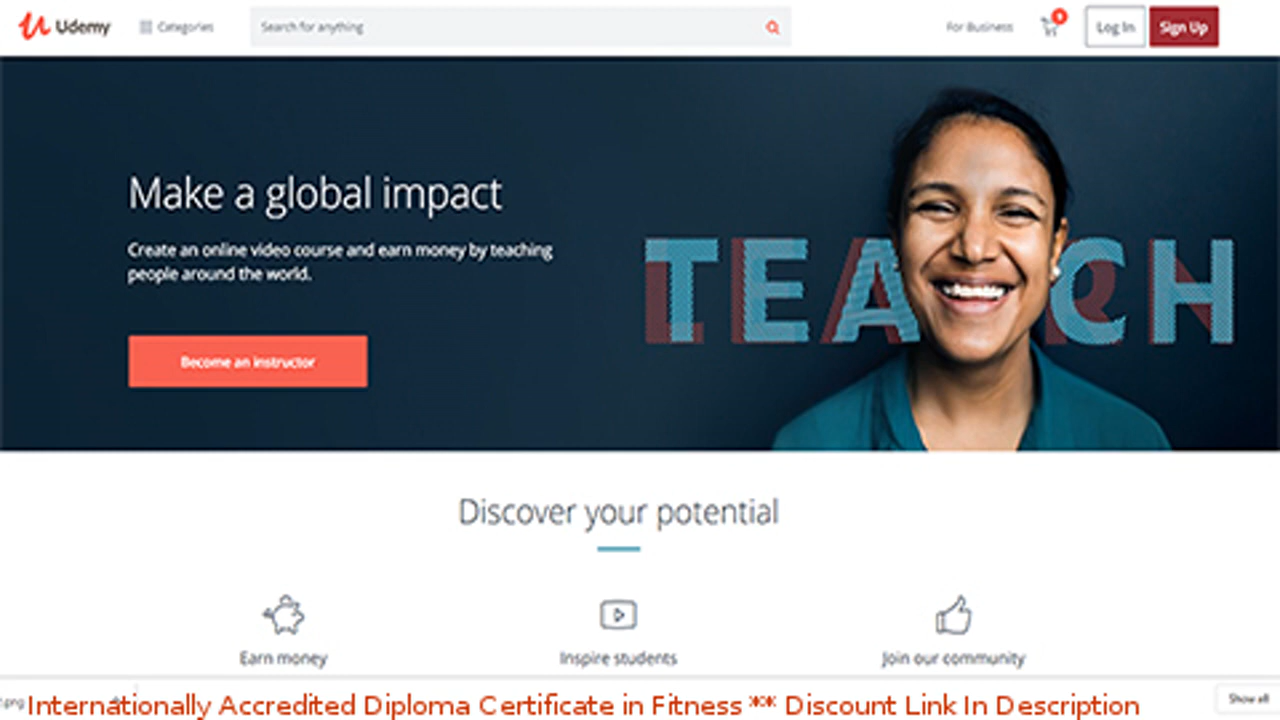 Udemy
Categories
Search for anything
For Business
Log In
Sign Up
Make a global impact
Create an online video course and earn money by teaching
people around the world.
Become an instructor
TEACH
Discover your potential
Earn money
Inspire students
Join our community
.png
Internationally Accredited Diploma Certificate in Fitness ** Discount Link In Description
Show all